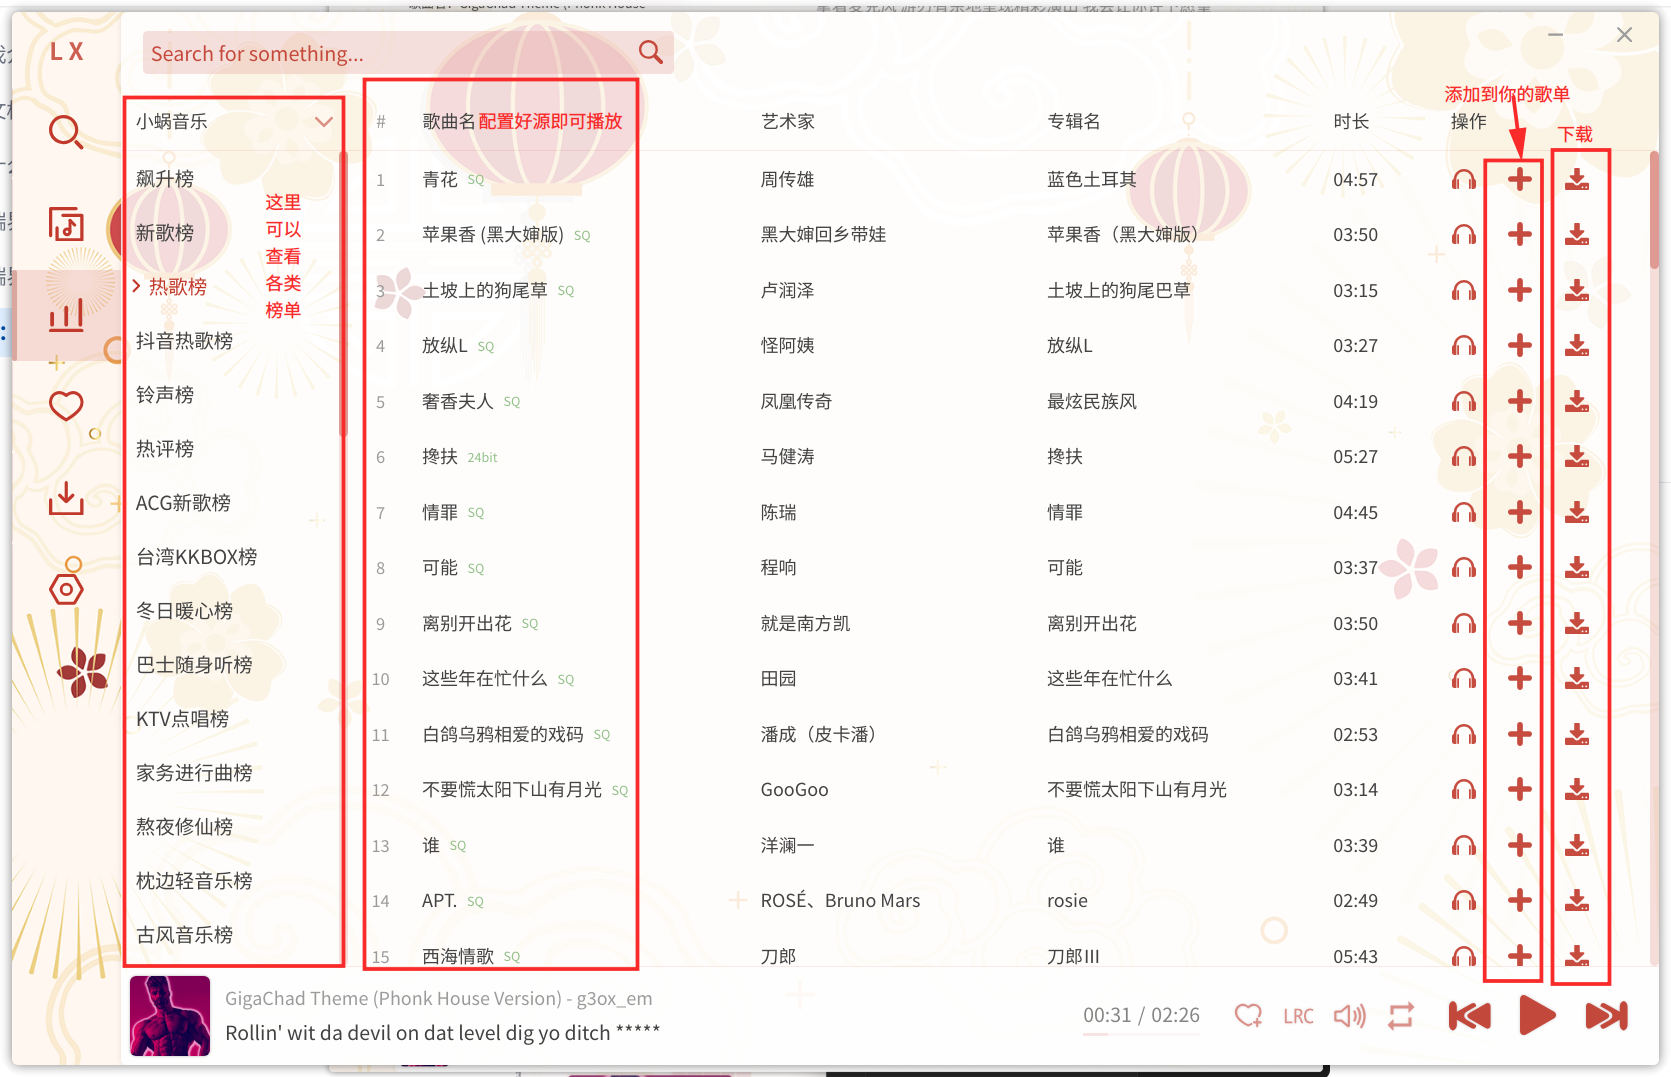 LX
Search for something...
添加到你的歌单
小蜗音乐
# 歌曲名 配置好源即可播放 艺术家 专辑名 时长 操作 下载
飙升榜
新歌榜
热歌榜
抖音热歌榜
铃声榜
热评榜
ACG新歌榜
台湾KKBOX榜
冬日暖心榜
巴士随身听榜
KTV点唱榜
家务进行曲榜
熬夜修仙榜
枕边轻音乐榜
古风音乐榜
这里
可以
查看
各类
榜单
1 青花 SQ 周传雄 蓝色土耳其 04:57
2 苹果香 (黑大婶版) SQ 黑大婶回乡带娃 苹果香（黑大婶版） 03:50
3 土坡上的狗尾草 SQ 卢润泽 土坡上的狗尾巴草 03:15
4 放纵L SQ 怪阿姨 放纵L 03:27
5 奢香夫人 SQ 凤凰传奇 最炫民族风 04:19
6 搀扶 24bit 马健涛 搀扶 05:27
7 情罪 SQ 陈瑞 情罪 04:45
8 可能 SQ 程响 可能 03:37
9 离别开出花 SQ 就是南方凯 离别开出花 03:50
10 这些年在忙什么 SQ 田园 这些年在忙什么 03:41
11 白鸽乌鸦相爱的戏码 SQ 潘成（皮卡潘） 白鸽乌鸦相爱的戏码 02:53
12 不要慌太阳下山有月光 SQ GooGoo 不要慌太阳下山有月光 03:14
13 谁 SQ 洋澜一 谁 03:39
14 APT. SQ ROSÉ、Bruno Mars rosie 02:49
15 西海情歌 SQ 刀郎 刀郎III 05:43
GigaChad Theme (Phonk House Version) - g3ox_em
Rollin' wit da devil on dat level dig yo ditch *****
00:31 / 02:26
LRC